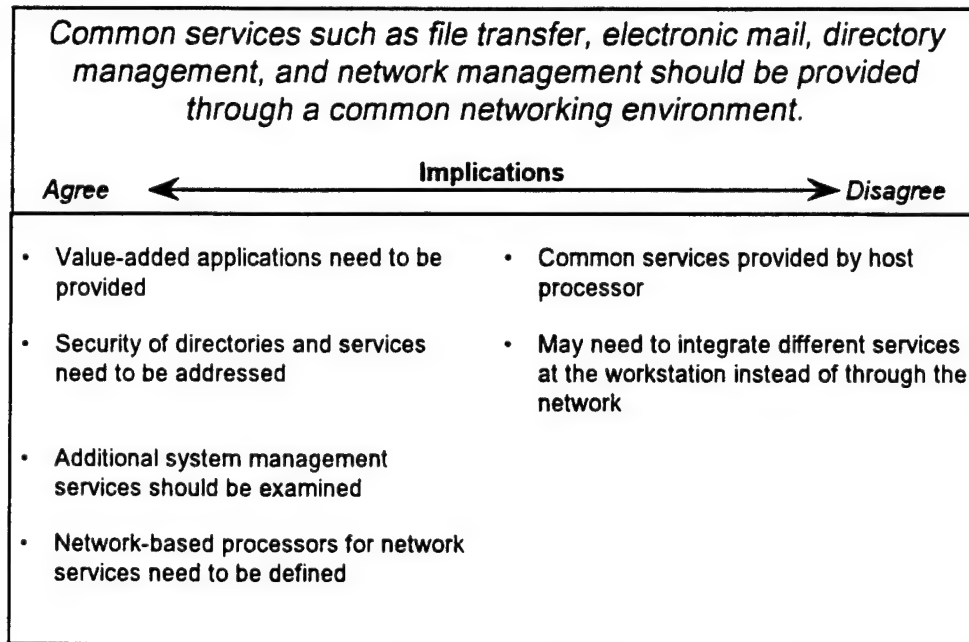 Common services such as file transfer, electronic mail, directory
management, and network management should be provided
through a common networking environment.
Implications
Agree Disagree
• Value-added applications need to be
provided
• Security of directories and services
need to be addressed
• Additional system management
services should be examined
• Network-based processors for network
services need to be defined
• Common services provided by host
processor
• May need to integrate different services
at the workstation instead of through the
network